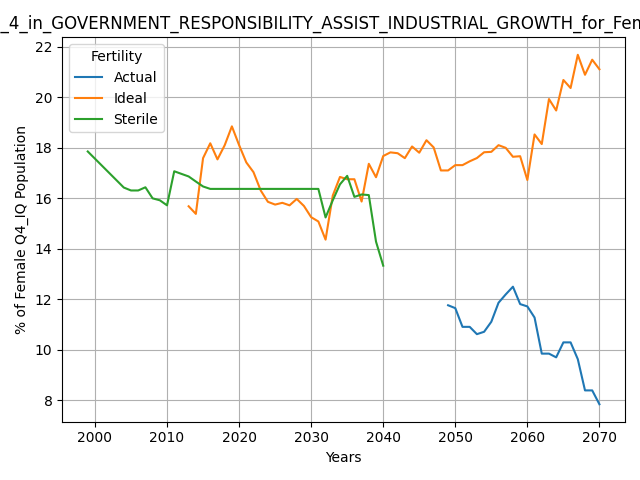 _4_in_GOVERNMENT_RESPONSIBILITY_ASSIST_INDUSTRIAL_GROWTH_for_Fem
Fertility
Actual
Ideal
Sterile
% of Female Q4_IQ Population
22
20
18
16
14
12
10
8
2000 2010 2020 2030 2040 2050 2060 2070
Years